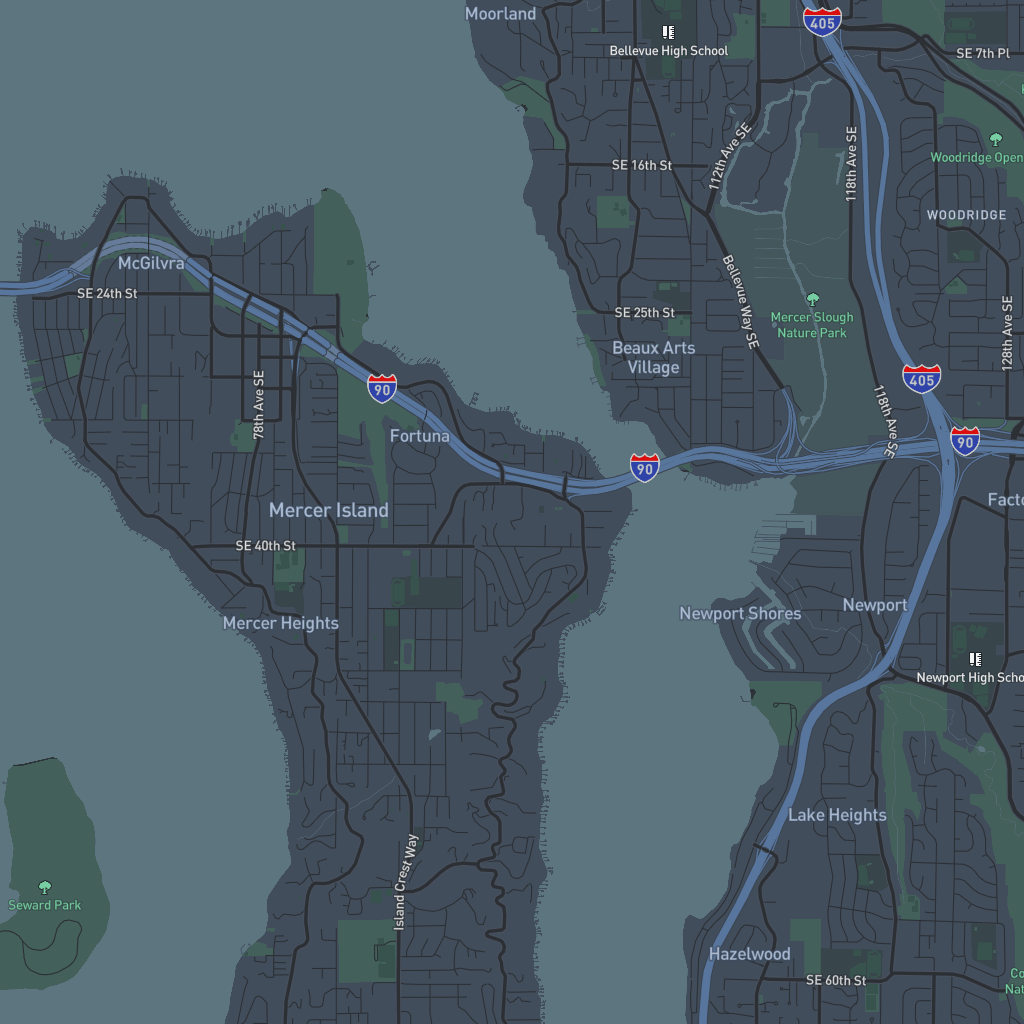 Moorland
405
Bellevue High School
SE 7th Pl
112th Ave SE
118th Ave SE
Woodridge Open
SE 16th St
WOODRIDGE
McGilvra
SE 24th St
Bellevue Way SE
SE 25th St
Mercer Slough
Nature Park
128th Ave SE
Beaux Arts
Village
90
405
78th Ave SE
118th Ave SE
Fortuna
90
90
Mercer Island
Facto
SE 40th St
Newport Shores
Newport
Mercer Heights
Newport High Scho
Lake Heights
Island Crest Way
Seward Park
Hazelwood
SE 60th St
Co
Nat